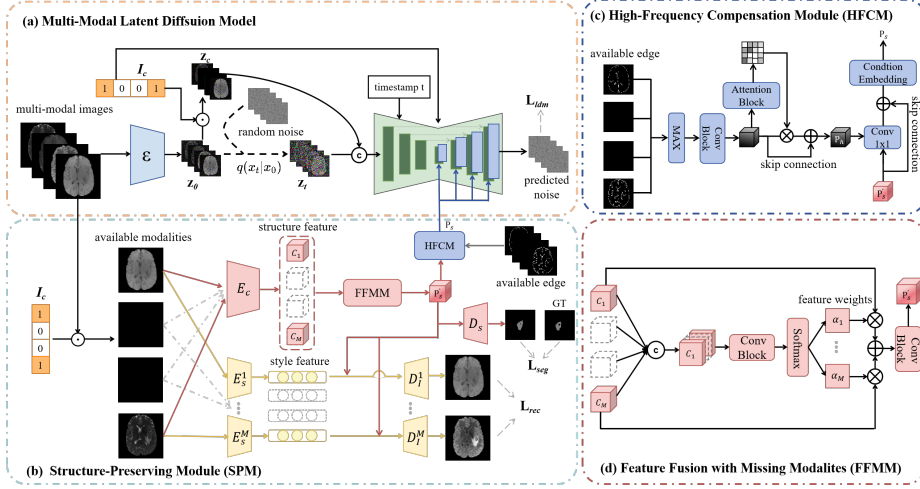 (a) Multi-Modal Latent Diffsuion Model
I_c
1 0 0 1
multi-modal images
ε
z_c
z_0
random noise
q(x_t|x_0)
z_t
timestamp t
c
L_ldm
predicted noise
P_s
(b) Structure-Preserving Module (SPM)
I_c
1
0
0
1
available modalities
E_c
structure feature
C_1
C_M
FFMM
P_s
HFCM
available edge
D_s
GT
L_seg
style feature
E_s^1
E_s^M
D_I^1
D_I^M
L_rec
(c) High-Frequency Compensation Module (HFCM)
available edge
MAX
Conv Block
Attention Block
skip connection
P_h
Conv 1x1
Condtion Embedding
P_s
skip connection
P_s
C_1
C_M
c
C_1
Conv Block
Softmax
feature weights
α_1
α_M
Conv Block
P_s
(d) Feature Fusion with Missing Modalites (FFMM)